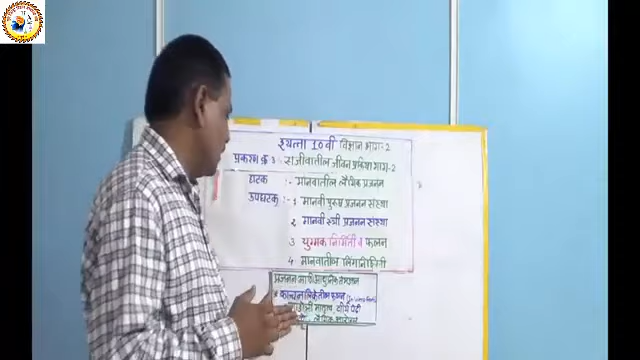 इयत्ता 10वी विज्ञान भाग-2
प्रकरण क्र 3 : सजीवातील जीवन प्रक्रिया भाग-2
घटक :- मानवातील लैंगिक प्रजनन
उपघटक :- 1 मानवी पुरुष प्रजनन संस्था
2 मानवी स्त्री प्रजनन संस्था
3 युग्मक निर्मिती व फलन
4 मानवातील लिंगनिश्चिती
प्रजनन आणि आधुनिक तंत्रज्ञान